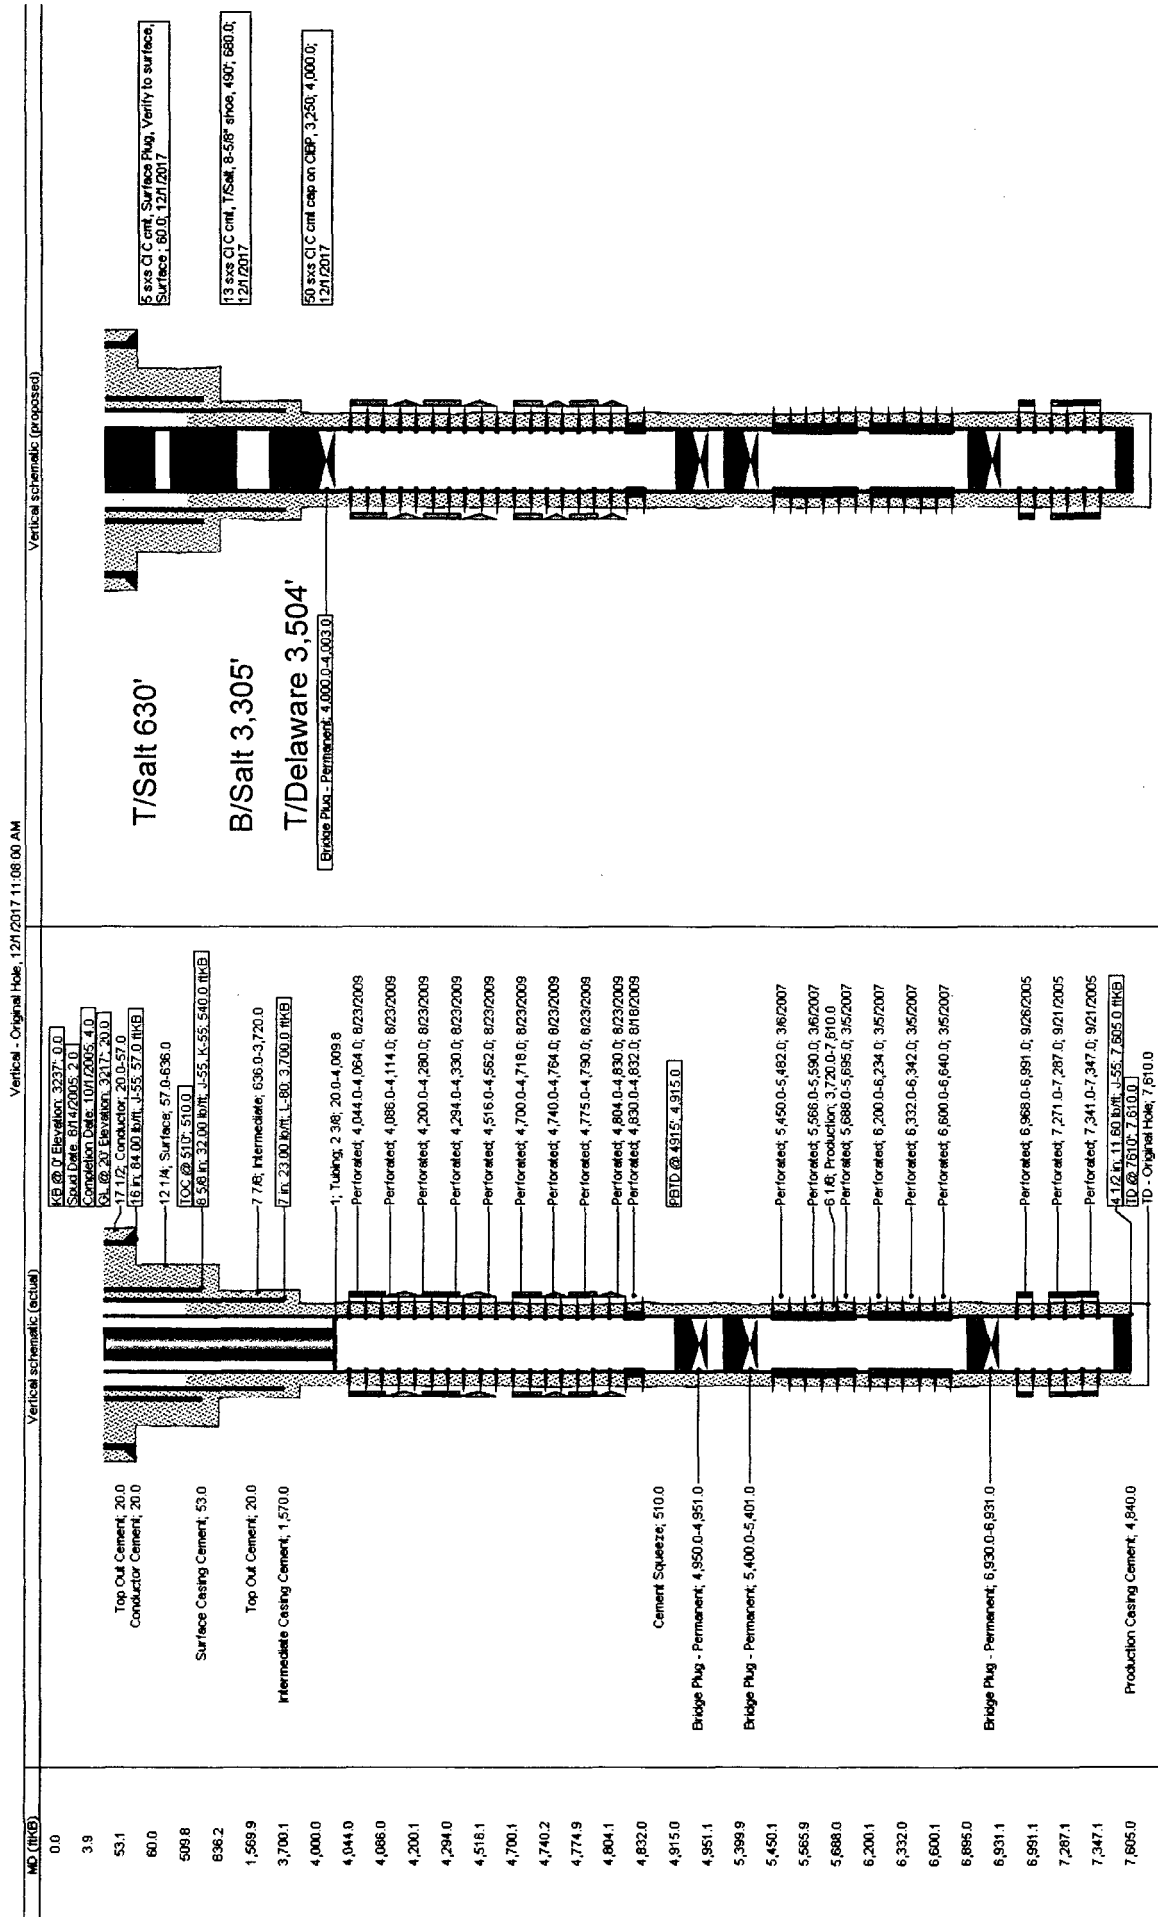 Vertical - Original Hole, 12/1/2017 11:08:00 AM
MD (ftKB)
Vertical schematic (actual)
Vertical schematic (proposed)
0.0
3.9
53.1
60.0
509.8
636.2
1,569.9
3,700.1
4,000.0
4,044.0
4,086.0
4,200.1
4,294.0
4,518.1
4,700.1
4,740.2
4,774.9
4,804.1
4,832.0
4,915.0
4,951.1
5,399.9
5,450.1
5,565.9
5,688.0
6,200.1
6,332.0
6,600.1
6,895.0
6,931.1
6,991.1
7,287.1
7,347.1
7,605.0
Top Out Cement; 20.0
Conductor Cement; 20.0
Surface Casing Cement; 53.0
Top Out Cement; 20.0
Intermediate Casing Cement; 1,570.0
Cement Squeeze; 510.0
Bridge Plug - Permanent; 4,950.0-4,951.0
Bridge Plug - Permanent; 5,400.0-5,401.0
Bridge Plug - Permanent; 6,930.0-6,931.0
Production Casing Cement; 4,840.0
KB @ 0' Elevation: 3237'; 0.0
Spud Date: 8/14/2005; 2.0
Completion Date: 10/1/2005; 4.0
GL @ 20' Elevation: 3217'; 20.0
17 1/2; Conductor; 20.0-57.0
16 in; 84.00 lb/ft; J-55; 57.0 ftKB
12 1/4; Surface; 57.0-636.0
TOC @ 510'; 510.0
8 5/8 in; 32.00 lb/ft; J-55, K-55; 540.0 ftKB
7 7/8; Intermediate; 636.0-3,720.0
7 in; 23.00 lb/ft; L-80; 3,700.0 ftKB
1; Tubing; 2 3/8; 20.0-4,009.8
Perforated; 4,044.0-4,064.0; 8/23/2009
Perforated; 4,086.0-4,114.0; 8/23/2009
Perforated; 4,200.0-4,280.0; 8/23/2009
Perforated; 4,294.0-4,330.0; 8/23/2009
Perforated; 4,516.0-4,562.0; 8/23/2009
Perforated; 4,700.0-4,718.0; 8/23/2009
Perforated; 4,740.0-4,764.0; 8/23/2009
Perforated; 4,775.0-4,790.0; 8/23/2009
Perforated; 4,804.0-4,830.0; 8/23/2009
Perforated; 4,830.0-4,832.0; 8/18/2009
PBTD @ 4915'; 4,915.0
Perforated; 5,450.0-5,482.0; 3/6/2007
Perforated; 5,566.0-5,590.0; 3/6/2007
6 1/8; Production; 3,720.0-7,610.0
Perforated; 5,688.0-5,695.0; 3/5/2007
Perforated; 6,200.0-6,234.0; 3/5/2007
Perforated; 6,332.0-6,342.0; 3/5/2007
Perforated; 6,600.0-6,640.0; 3/5/2007
Perforated; 6,968.0-6,991.0; 9/26/2005
Perforated; 7,271.0-7,287.0; 9/21/2005
Perforated; 7,341.0-7,347.0; 9/21/2005
4 1/2 in; 11.60 lb/ft; J-55; 7,605.0 ftKB
TD @ 7610'; 7,610.0
TD - Original Hole; 7,610.0
T/Salt 630'
B/Salt 3,305'
T/Delaware 3,504'
Bridge Plug - Permanent; 4,000.0-4,003.0
5 sxs Cl C cmt, Surface Plug, Verify to surface,
Surface ; 60.0; 12/1/2017
13 sxs Cl C cmt, T/Salt, 8-5/8" shoe, 490'; 680.0;
12/1/2017
50 sxs Cl C cmt cap on CIBP, 3,250; 4,000.0;
12/1/2017